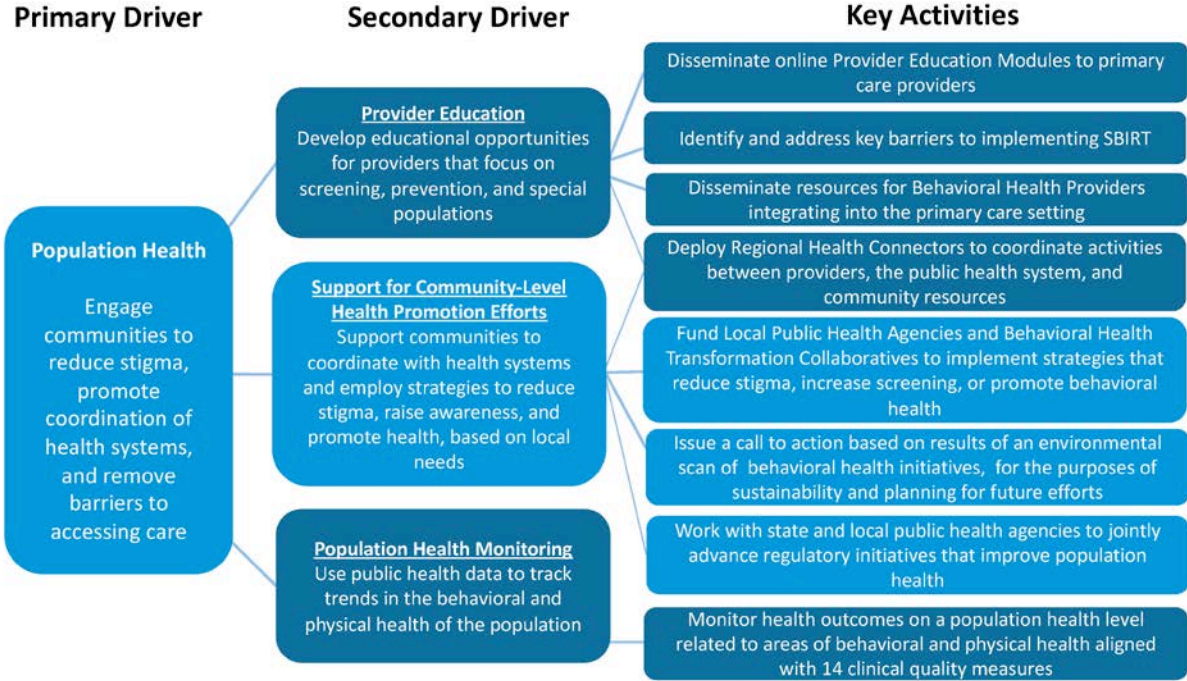 Primary Driver
Secondary Driver
Key Activities
Population Health
Engage
communities to
reduce stigma,
promote
coordination of
health systems,
and remove
barriers to
accessing care
Provider Education
Develop educational opportunities
for providers that focus on
screening, prevention, and special
populations
Support for Community-Level
Health Promotion Efforts
Support communities to
coordinate with health systems
and employ strategies to reduce
stigma, raise awareness, and
promote health, based on local
needs
Population Health Monitoring
Use public health data to track
trends in the behavioral and
physical health of the population
Disseminate online Provider Education Modules to primary
care providers
Identify and address key barriers to implementing SBIRT
Disseminate resources for Behavioral Health Providers
integrating into the primary care setting
Deploy Regional Health Connectors to coordinate activities
between providers, the public health system, and
community resources
Fund Local Public Health Agencies and Behavioral Health
Transformation Collaboratives to implement strategies that
reduce stigma, increase screening, or promote behavioral
health
Issue a call to action based on results of an environmental
scan of behavioral health initiatives, for the purposes of
sustainability and planning for future efforts
Work with state and local public health agencies to jointly
advance regulatory initiatives that improve population
health
Monitor health outcomes on a population health level
related to areas of behavioral and physical health aligned
with 14 clinical quality measures